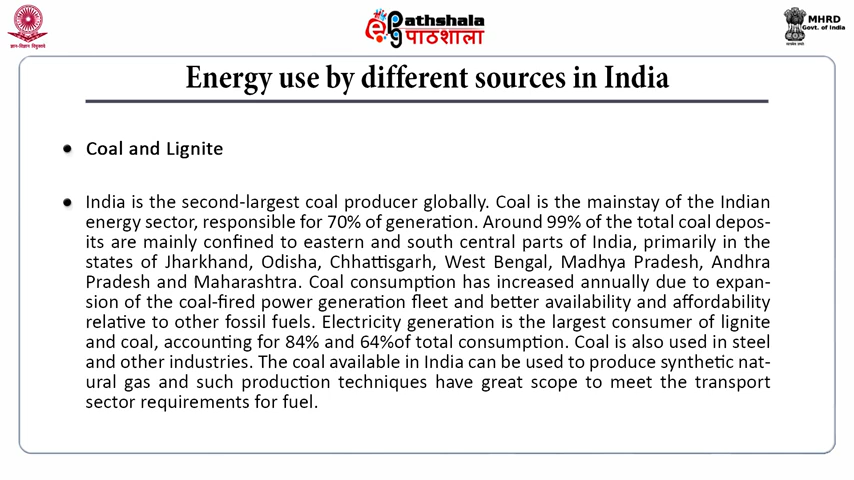 ज्ञान-विज्ञान विमुक्तये
ePathshala
पाठशाला
MHRD
Govt. of India
सत्यमेव जयते
Energy use by different sources in India
• Coal and Lignite
• India is the second-largest coal producer globally. Coal is the mainstay of the Indian
energy sector, responsible for 70% of generation. Around 99% of the total coal depos-
its are mainly confined to eastern and south central parts of India, primarily in the
states of Jharkhand, Odisha, Chhattisgarh, West Bengal, Madhya Pradesh, Andhra
Pradesh and Maharashtra. Coal consumption has increased annually due to expan-
sion of the coal-fired power generation fleet and better availability and affordability
relative to other fossil fuels. Electricity generation is the largest consumer of lignite
and coal, accounting for 84% and 64%of total consumption. Coal is also used in steel
and other industries. The coal available in India can be used to produce synthetic nat-
ural gas and such production techniques have great scope to meet the transport
sector requirements for fuel.